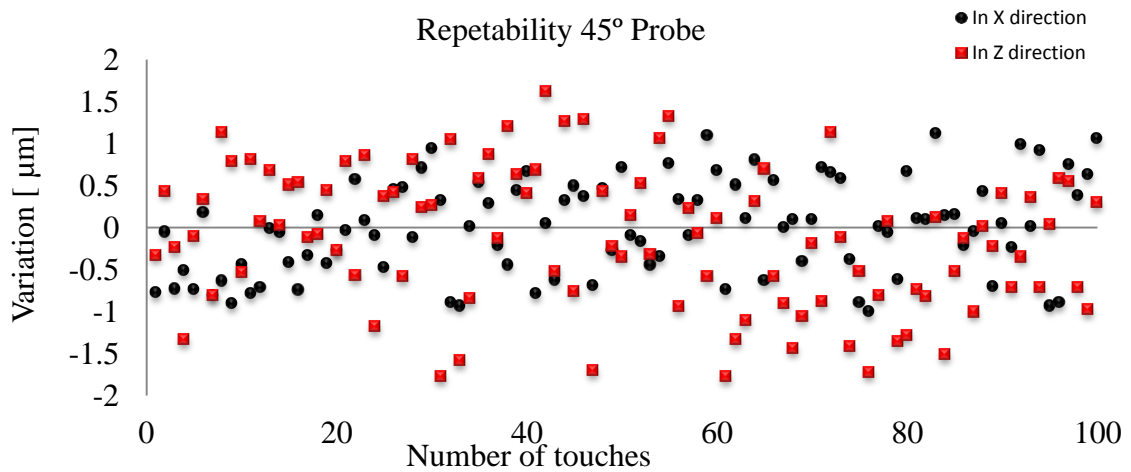 In X direction
Repetability 45º Probe
In Z direction
2
1.5
1
0.5
0
-0.5
-1
-1.5
-2
Variation [ µm]
0 20 40 60 80 100
Number of touches